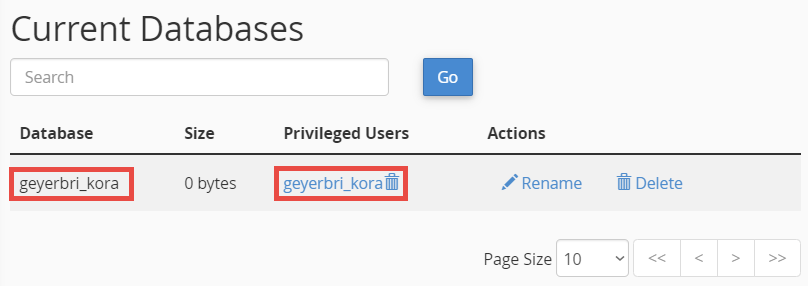 Current Databases
Search Go
Database Size Privileged Users Actions
geyerbri_kora 0 bytes geyerbri_kora Rename Delete
Page Size 10 << < > >>